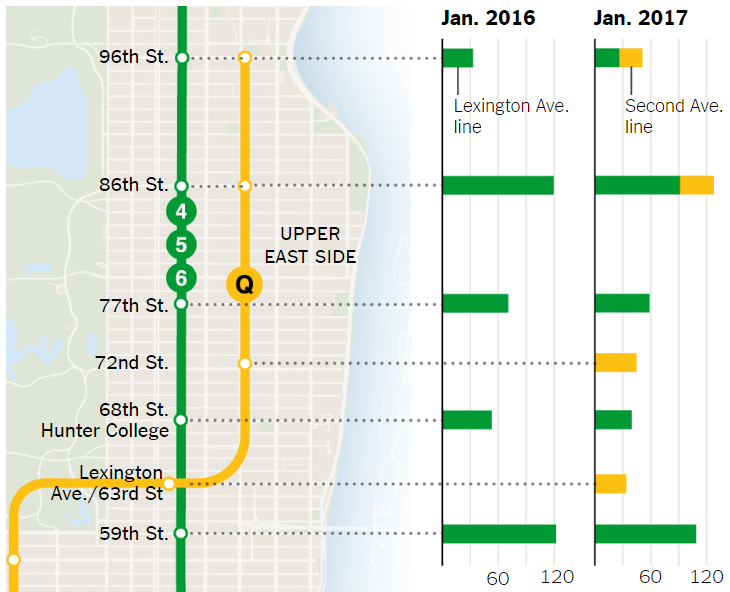 Jan. 2016
Jan. 2017
96th St.
Lexington Ave.
line
Second Ave.
line
86th St.
4
5
6
UPPER
EAST SIDE
Q
77th St.
72nd St.
68th St.
Hunter College
Lexington
Ave./63rd St
59th St.
60
120
60
120